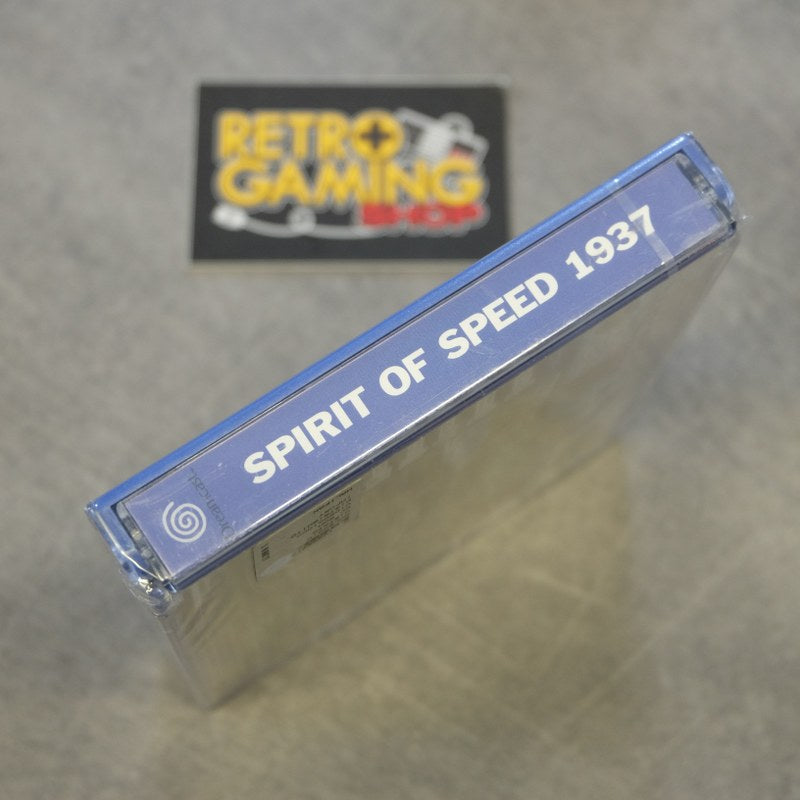 RETRO
GAMING
SHOP
SPIRIT OF SPEED 1937
Dreamcast